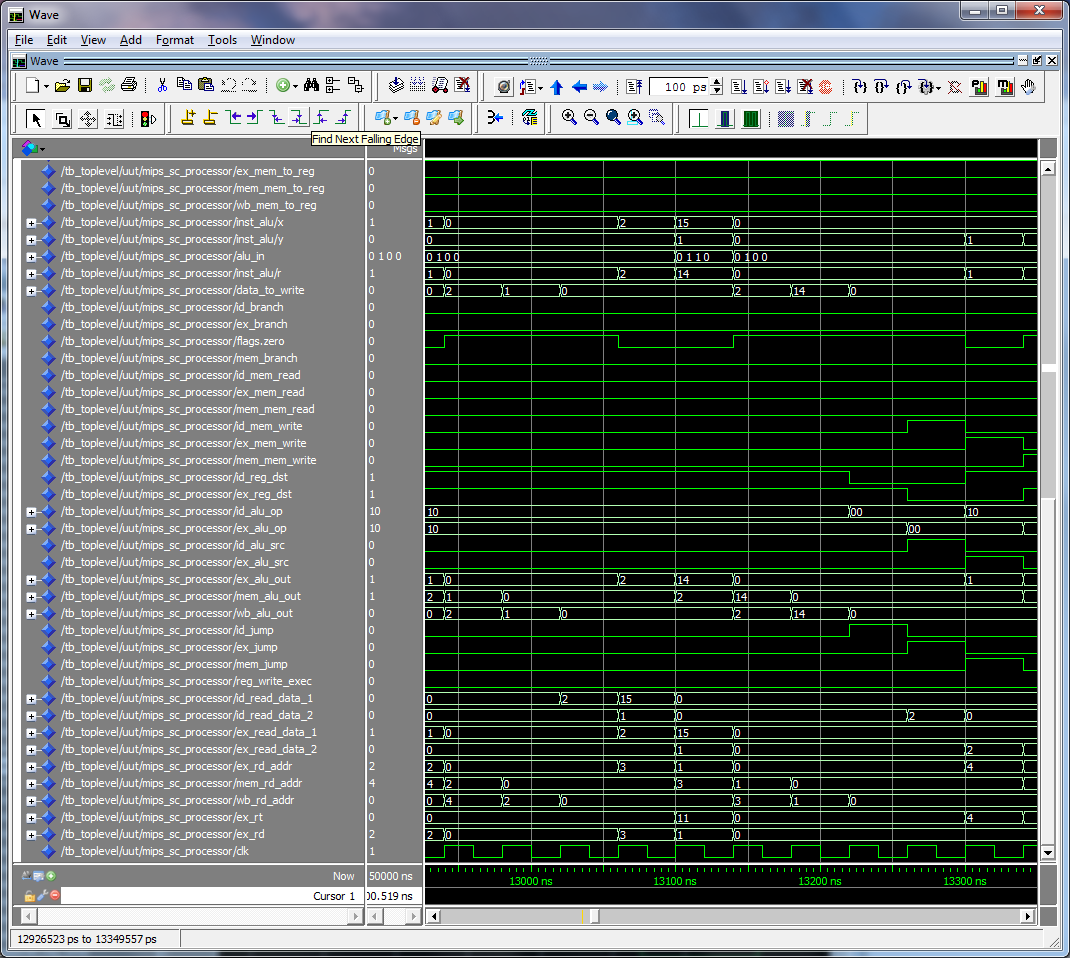 Wave
File Edit View Add Format Tools Window
Wave
100 ps
Find Next Falling Edge
Msgs
/tb_toplevel/uut/mips_sc_processor/ex_mem_to_reg 0
/tb_toplevel/uut/mips_sc_processor/mem_mem_to_reg 0
/tb_toplevel/uut/mips_sc_processor/wb_mem_to_reg 0
/tb_toplevel/uut/mips_sc_processor/inst_alu/x 1 1 0 2 15 0
/tb_toplevel/uut/mips_sc_processor/inst_alu/y 0 0 1 0 1
/tb_toplevel/uut/mips_sc_processor/alu_in 0 1 0 0 0 1 0 0 0 1 1 0 0 1 0 0
/tb_toplevel/uut/mips_sc_processor/inst_alu/r 1 1 0 2 14 0 1
/tb_toplevel/uut/mips_sc_processor/data_to_write 0 0 2 1 0 2 14 0
/tb_toplevel/uut/mips_sc_processor/id_branch 0
/tb_toplevel/uut/mips_sc_processor/ex_branch 0
/tb_toplevel/uut/mips_sc_processor/flags.zero 0
/tb_toplevel/uut/mips_sc_processor/mem_branch 0
/tb_toplevel/uut/mips_sc_processor/id_mem_read 0
/tb_toplevel/uut/mips_sc_processor/ex_mem_read 0
/tb_toplevel/uut/mips_sc_processor/mem_mem_read 0
/tb_toplevel/uut/mips_sc_processor/id_mem_write 0
/tb_toplevel/uut/mips_sc_processor/ex_mem_write 0
/tb_toplevel/uut/mips_sc_processor/mem_mem_write 0
/tb_toplevel/uut/mips_sc_processor/id_reg_dst 1
/tb_toplevel/uut/mips_sc_processor/ex_reg_dst 1
/tb_toplevel/uut/mips_sc_processor/id_alu_op 10 10 00 10
/tb_toplevel/uut/mips_sc_processor/ex_alu_op 10 10 00
/tb_toplevel/uut/mips_sc_processor/id_alu_src 0
/tb_toplevel/uut/mips_sc_processor/ex_alu_src 0
/tb_toplevel/uut/mips_sc_processor/ex_alu_out 1 1 0 2 14 0 1
/tb_toplevel/uut/mips_sc_processor/mem_alu_out 1 2 1 0 2 14 0
/tb_toplevel/uut/mips_sc_processor/wb_alu_out 0 0 2 1 0 2 14 0
/tb_toplevel/uut/mips_sc_processor/id_jump 0
/tb_toplevel/uut/mips_sc_processor/ex_jump 0
/tb_toplevel/uut/mips_sc_processor/mem_jump 0
/tb_toplevel/uut/mips_sc_processor/reg_write_exec 0
/tb_toplevel/uut/mips_sc_processor/id_read_data_1 0 0 2 15 0
/tb_toplevel/uut/mips_sc_processor/id_read_data_2 0 0 1 0 2 0
/tb_toplevel/uut/mips_sc_processor/ex_read_data_1 1 1 0 2 15 0
/tb_toplevel/uut/mips_sc_processor/ex_read_data_2 0 0 1 0 2
/tb_toplevel/uut/mips_sc_processor/ex_rd_addr 2 2 0 3 1 0 4
/tb_toplevel/uut/mips_sc_processor/mem_rd_addr 4 4 2 0 3 1 0
/tb_toplevel/uut/mips_sc_processor/wb_rd_addr 0 0 4 2 0 3 1 0
/tb_toplevel/uut/mips_sc_processor/ex_rt 0 0 11 0 4
/tb_toplevel/uut/mips_sc_processor/ex_rd 2 2 0 3 1 0
/tb_toplevel/uut/mips_sc_processor/clk 1
Now 50000 ns 13000 ns 13100 ns 13200 ns 13300 ns
Cursor 1 00.519 ns
12926523 ps to 13349557 ps